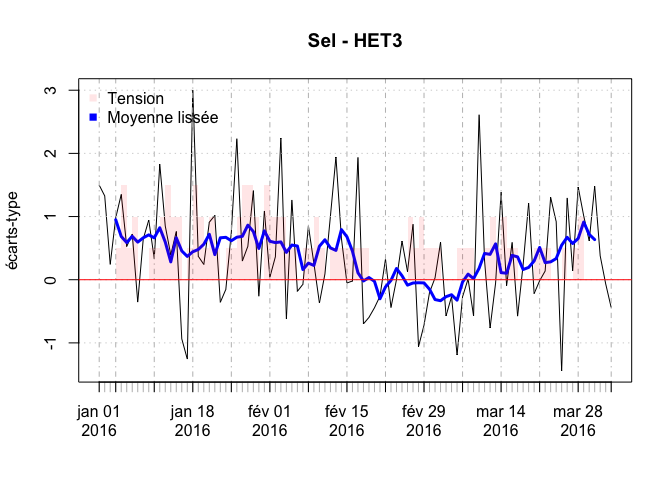 Sel - HET3
Tension
Moyenne lissée
écarts-type
3
2
1
0
-1
jan 01 jan 18 fév 01 fév 15 fév 29 mar 14 mar 28
2016 2016 2016 2016 2016 2016 2016